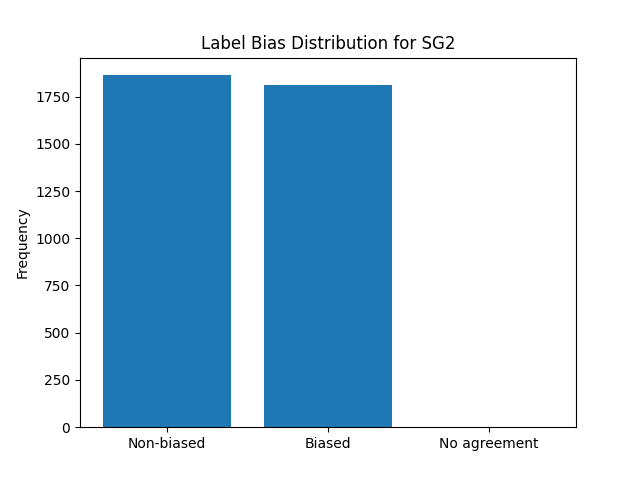 Label Bias Distribution for SG2
1750
1500
1250
1000
750
500
250
0
Frequency
Non-biased
Biased
No agreement